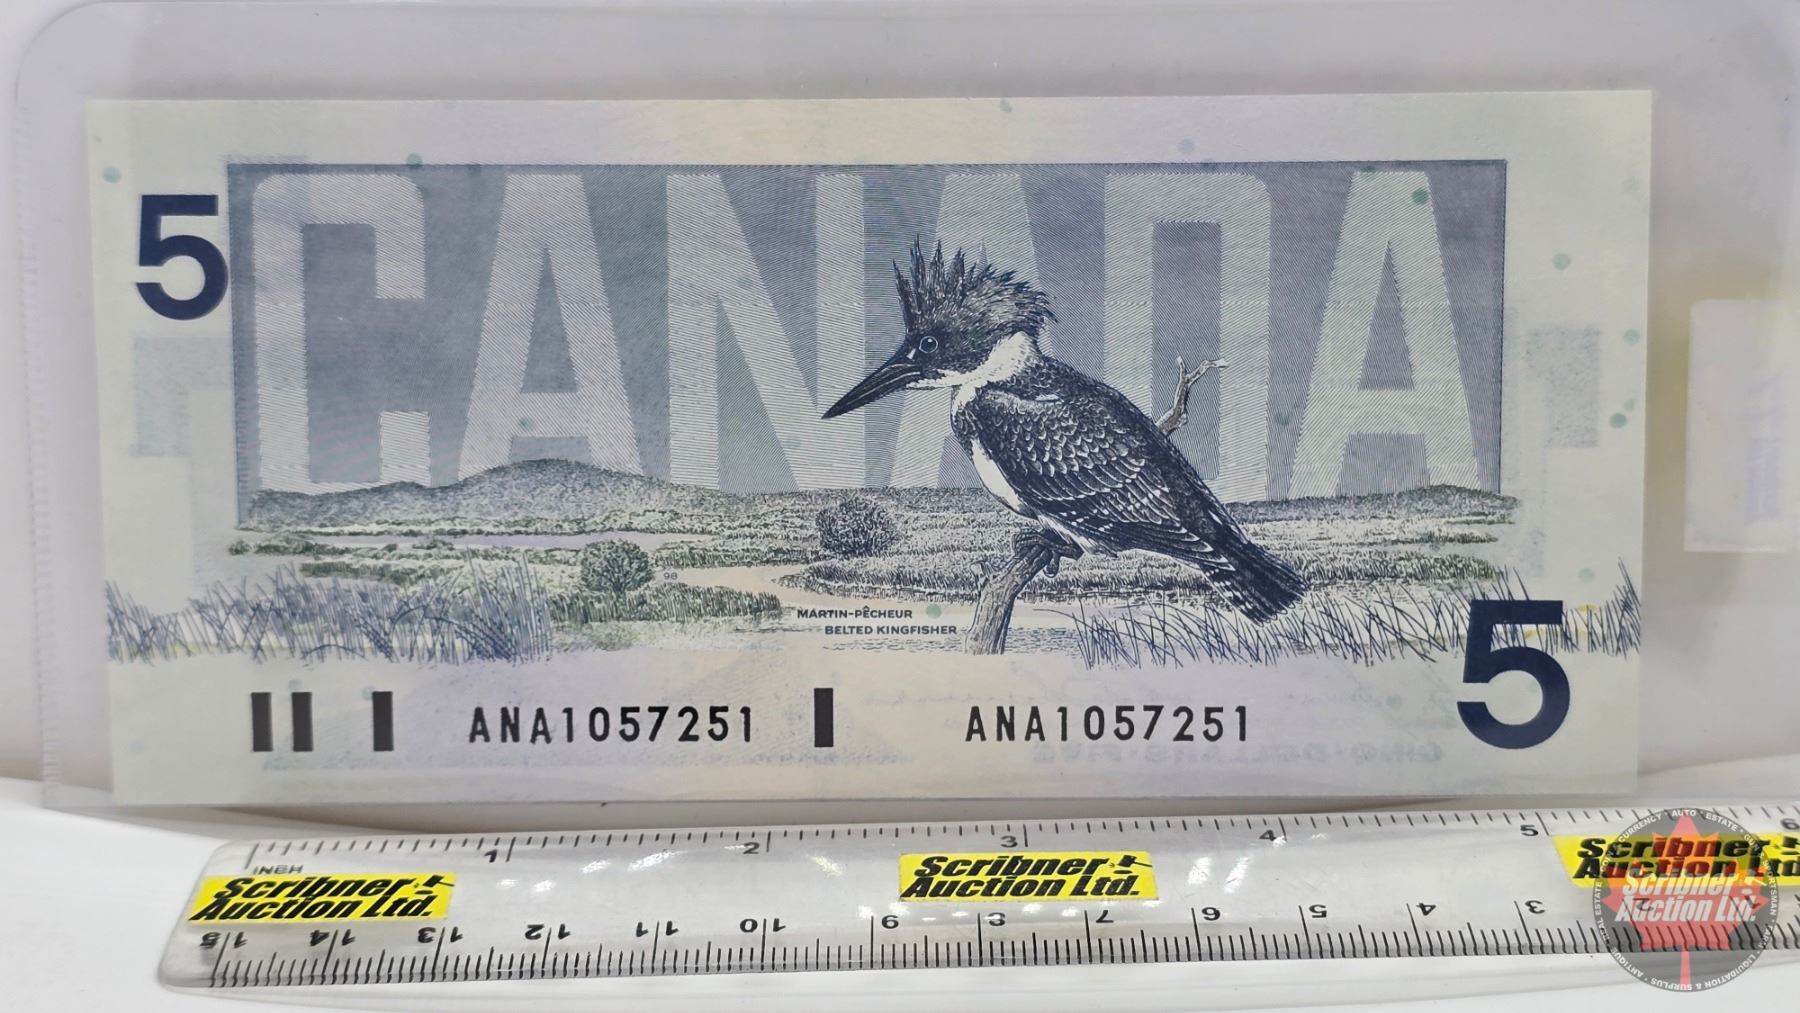 CANADA
5
98
MARTIN-PÊCHEUR
BELTED KINGFISHER
5
ANA1057251 ANA1057251
1 2 3 4 5 6
INCH
Scribner Auction Ltd.
Scribner Auction Ltd.
Scribner Auction Ltd.
15 14 13 12 11 10 9 8 7 6 5 4 3
Scribner
Auction Ltd